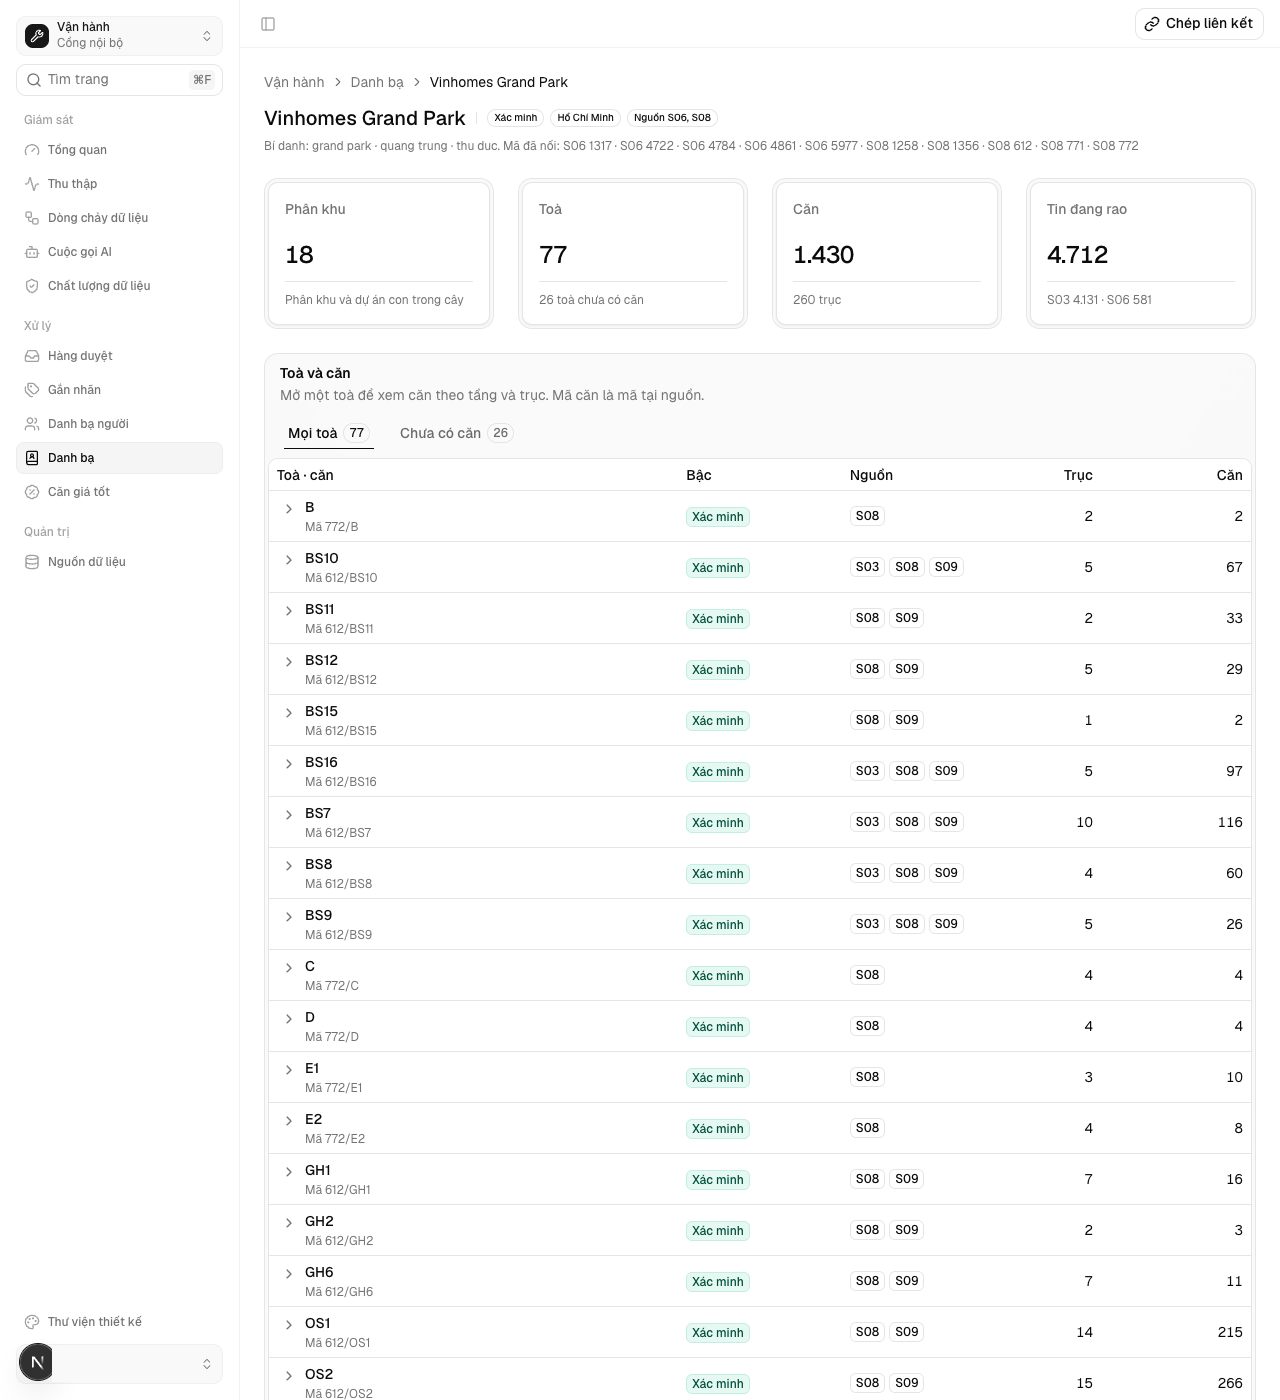 Vận hành
Cổng nội bộ
Tìm trang
⌘F
Giám sát
Tổng quan
Thu thập
Dòng chảy dữ liệu
Cuộc gọi AI
Chất lượng dữ liệu
Xử lý
Hàng duyệt
Gắn nhãn
Danh bạ người
Danh bạ
Căn giá tốt
Quản trị
Nguồn dữ liệu
Thư viện thiết kế
N
Chép liên kết
Vận hành > Danh bạ > Vinhomes Grand Park
Vinhomes Grand Park Xác minh Hồ Chí Minh Nguồn S06, S08
Bí danh: grand park · quang trung · thu duc. Mã đã nối: S06 1317 · S06 4722 · S06 4784 · S06 4861 · S06 5977 · S08 1258 · S08 1356 · S08 612 · S08 771 · S08 772
Phân khu
18
Phân khu và dự án con trong cây
Toà
77
26 toà chưa có căn
Căn
1.430
260 trục
Tin đang rao
4.712
S03 4.131 · S06 581
Toà và căn
Mở một toà để xem căn theo tầng và trục. Mã căn là mã tại nguồn.
Mọi toà 77 Chưa có căn 26
Toà · căn Bậc Nguồn Trục Căn
B Xác minh S08 2 2
Mã 772/B
BS10 Xác minh S03 S08 S09 5 67
Mã 612/BS10
BS11 Xác minh S08 S09 2 33
Mã 612/BS11
BS12 Xác minh S08 S09 5 29
Mã 612/BS12
BS15 Xác minh S08 S09 1 2
Mã 612/BS15
BS16 Xác minh S03 S08 S09 5 97
Mã 612/BS16
BS7 Xác minh S03 S08 S09 10 116
Mã 612/BS7
BS8 Xác minh S03 S08 S09 4 60
Mã 612/BS8
BS9 Xác minh S03 S08 S09 5 26
Mã 612/BS9
C Xác minh S08 4 4
Mã 772/C
D Xác minh S08 4 4
Mã 772/D
E1 Xác minh S08 3 10
Mã 772/E1
E2 Xác minh S08 4 8
Mã 772/E2
GH1 Xác minh S08 S09 7 16
Mã 612/GH1
GH2 Xác minh S08 S09 2 3
Mã 612/GH2
GH6 Xác minh S08 S09 7 11
Mã 612/GH6
OS1 Xác minh S08 S09 14 215
Mã 612/OS1
OS2 Xác minh S08 S09 15 266
Mã 612/OS2